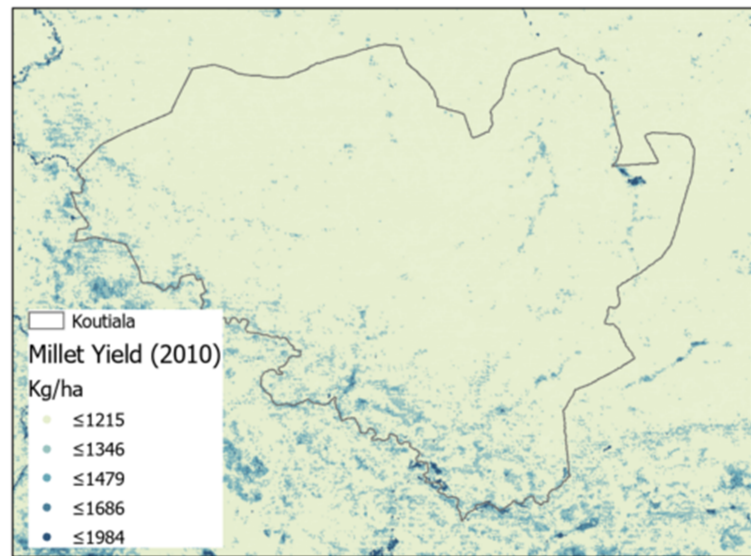 Koutiala
Millet Yield (2010)
Kg/ha
≤1215
≤1346
≤1479
≤1686
≤1984